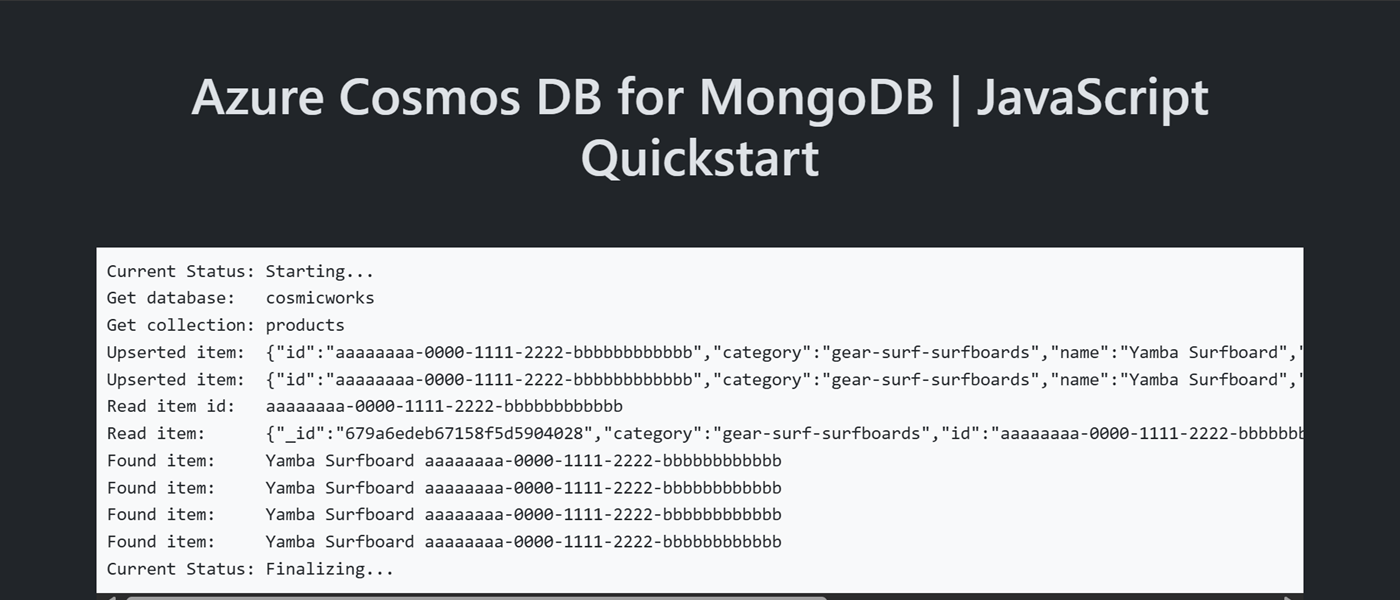 Azure Cosmos DB for MongoDB | JavaScript
Quickstart
Current Status: Starting...
Get database:   cosmicworks
Get collection: products
Upserted item:  {"id":"aaaaaaaa-0000-1111-2222-bbbbbbbbbbbb","category":"gear-surf-surfboards","name":"Yamba Surfboard","
Upserted item:  {"id":"aaaaaaaa-0000-1111-2222-bbbbbbbbbbbb","category":"gear-surf-surfboards","name":"Yamba Surfboard","
Read item id:   aaaaaaaa-0000-1111-2222-bbbbbbbbbbbb
Read item:      {"_id":"679a6edeb67158f5d5904028","category":"gear-surf-surfboards","id":"aaaaaaaa-0000-1111-2222-bbbbbbb
Found item:     Yamba Surfboard aaaaaaaa-0000-1111-2222-bbbbbbbbbbbb
Found item:     Yamba Surfboard aaaaaaaa-0000-1111-2222-bbbbbbbbbbbb
Found item:     Yamba Surfboard aaaaaaaa-0000-1111-2222-bbbbbbbbbbbb
Found item:     Yamba Surfboard aaaaaaaa-0000-1111-2222-bbbbbbbbbbbb
Current Status: Finalizing...